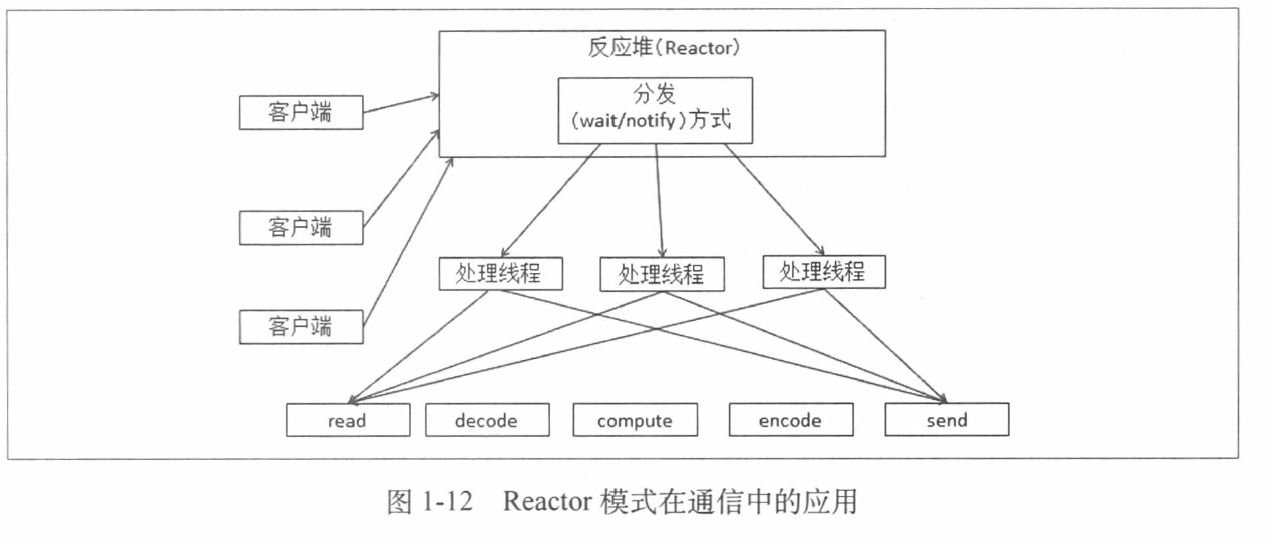 反应堆(Reactor)
分发
(wait/notify)方式
客户端
客户端
客户端
处理线程
处理线程
处理线程
read
decode
compute
encode
send
图 1-12 Reactor 模式在通信中的应用